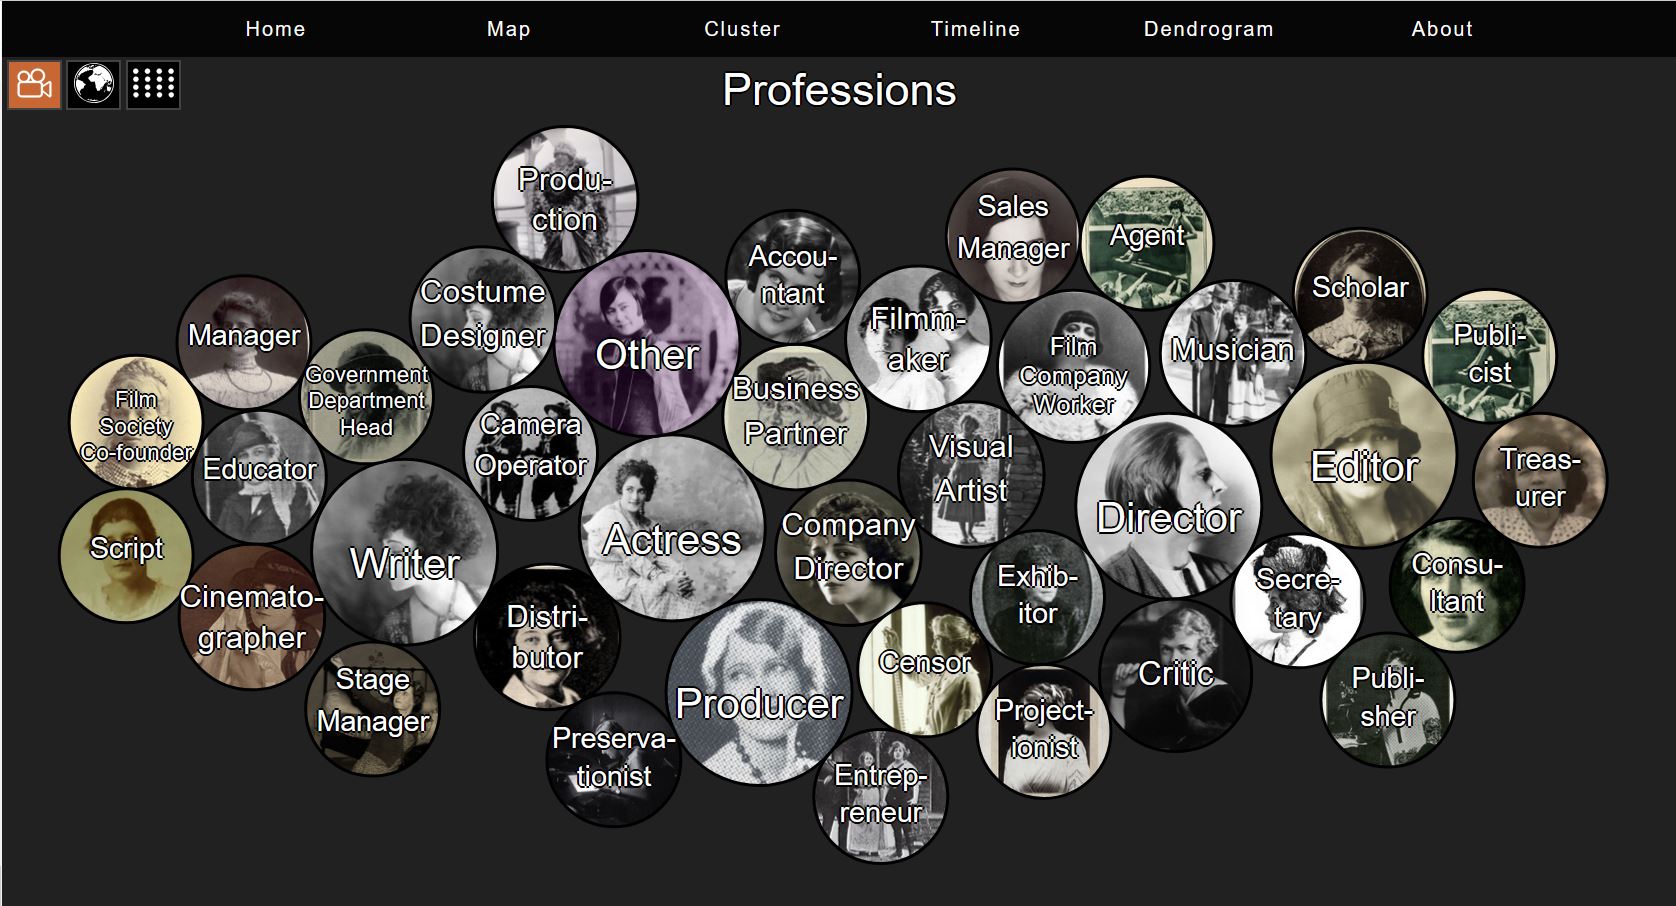 Home Map Cluster Timeline Dendrogram About
Professions
Produ-
ction
Sales
Manager
Agent
Accou-
ntant
Scholar
Costume
Designer
Other
Filmm-
aker
Film
Company
Worker
Musician
Publi-
cist
Manager
Government
Department
Head
Business
Partner
Film
Society
Co-founder
Educator
Camera
Operator
Visual
Artist
Director
Editor
Treas-
urer
Script
Writer
Actress
Company
Director
Exhib-
itor
Secre-
tary
Consu-
ltant
Cinemato-
grapher
Distri-
butor
Censor
Critic
Publi-
sher
Stage
Manager
Producer
Project-
ionist
Preserva-
tionist
Entrep-
reneur